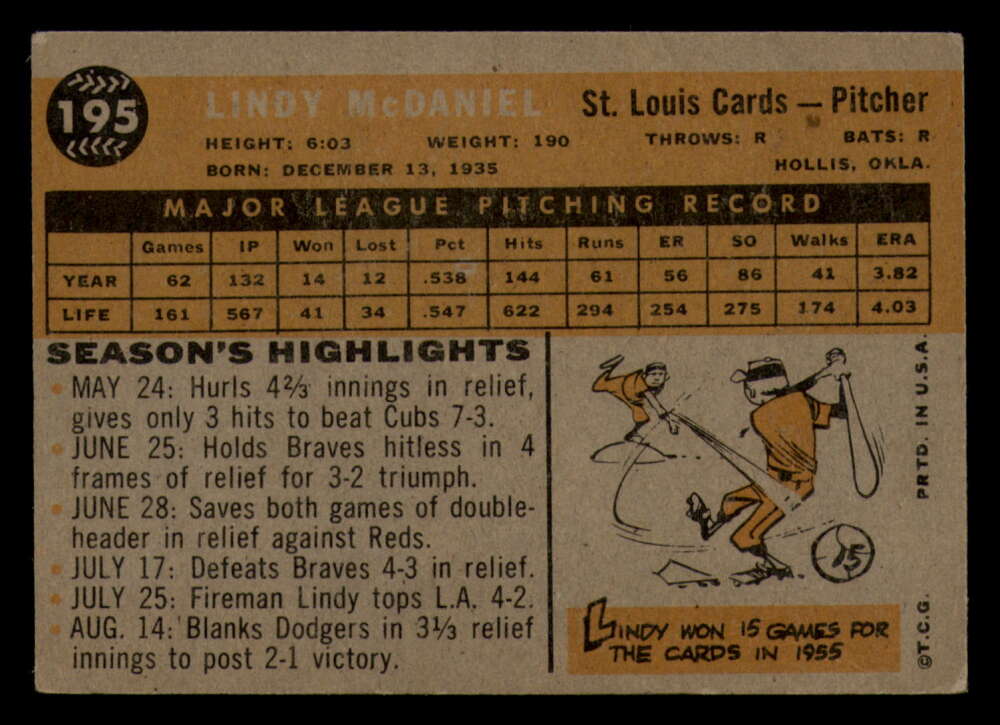 195
LINDY McDANIEL
St. Louis Cards — Pitcher
HEIGHT: 6:03 WEIGHT: 190 THROWS: R BATS: R
BORN: DECEMBER 13, 1935 HOLLIS, OKLA.
MAJOR LEAGUE PITCHING RECORD
Games IP Won Lost Pct Hits Runs ER SO Walks ERA
YEAR 62 132 14 12 .538 144 61 56 86 41 3.82
LIFE 161 567 41 34 .547 622 294 254 275 174 4.03
SEASON'S HIGHLIGHTS
• MAY 24: Hurls 4⅔ innings in relief,
gives only 3 hits to beat Cubs 7-3.
• JUNE 25: Holds Braves hitless in 4
frames of relief for 3-2 triumph.
• JUNE 28: Saves both games of double-
header in relief against Reds.
• JULY 17: Defeats Braves 4-3 in relief.
• JULY 25: Fireman Lindy tops L.A. 4-2.
• AUG. 14: Blanks Dodgers in 3⅓ relief
innings to post 2-1 victory.
15
LINDY WON 15 GAMES FOR
THE CARDS IN 1955
©T.C.G.
PRTD. IN U.S.A.